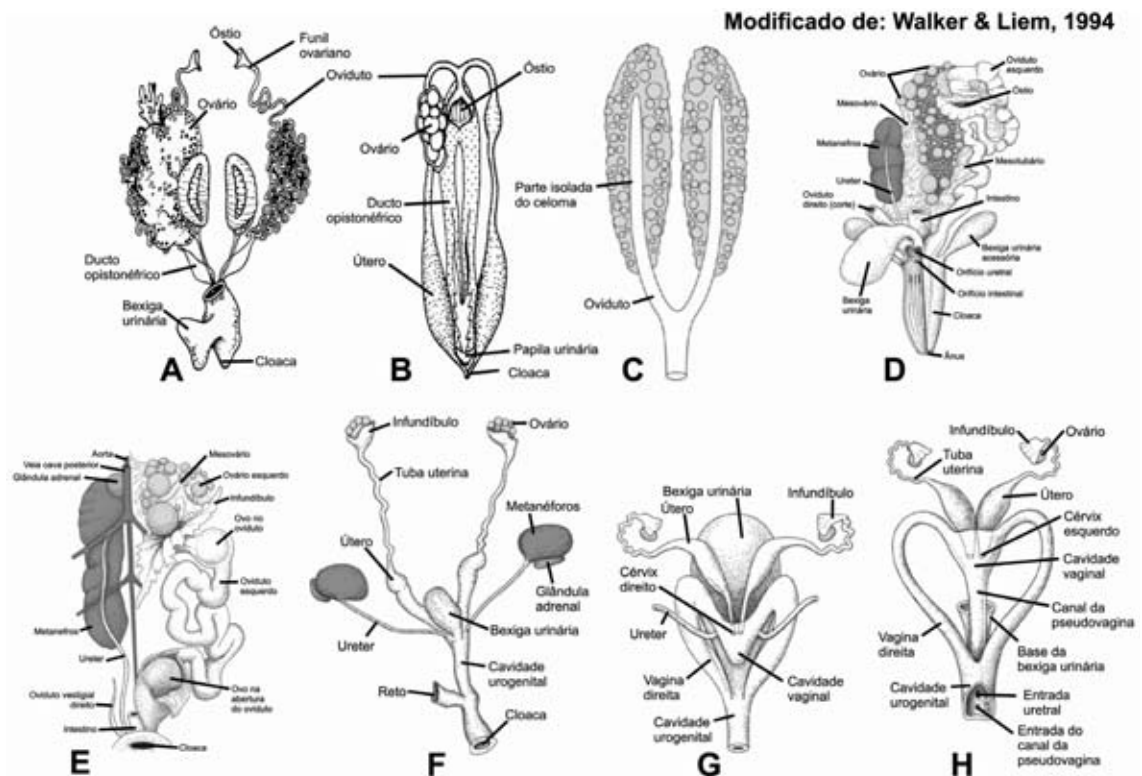 Modificado de: Walker & Liem, 1994
Óstio
Funil
ovariano
Oviduto
Ovário
Ducto
opistonéfrico
Bexiga
urinária
Cloaca
A
Óstio
Ovário
Ducto
opistonéfrico
Útero
Papila urinária
Cloaca
B
Parte isolada
do celoma
Oviduto
C
Ovário
Oviduto
esquerdo
Óstio
Mesovário
Metanefros
Mesotubário
Ureter
Oviduto
direito (corte)
Intestino
Bexiga urinária
acessória
Orifício uretral
Orifício intestinal
Bexiga
urinária
Cloaca
Ânus
D
Aorta
Veia cava posterior
Glândula adrenal
Mesovário
Ovário esquerdo
Infundíbulo
Ovo no
oviduto
Oviduto
esquerdo
Metanefros
Ureter
Oviduto vestigial
direito
Ovo na
abertura
do oviduto
Intestino
Cloaca
E
Infundíbulo
Ovário
Tuba uterina
Metanéforos
Útero
Glândula
adrenal
Bexiga urinária
Ureter
Cavidade
urogenital
Reto
Cloaca
F
Bexiga urinária
Infundíbulo
Útero
Cérvix
direito
Ureter
Vagina
direita
Cavidade
vaginal
Cavidade
urogenital
G
Infundíbulo
Ovário
Tuba
uterina
Útero
Cérvix
esquerdo
Cavidade
vaginal
Canal da
pseudovagina
Vagina
direita
Base da
bexiga urinária
Cavidade
urogenital
Entrada
uretral
Entrada do
canal da
pseudovagina
H